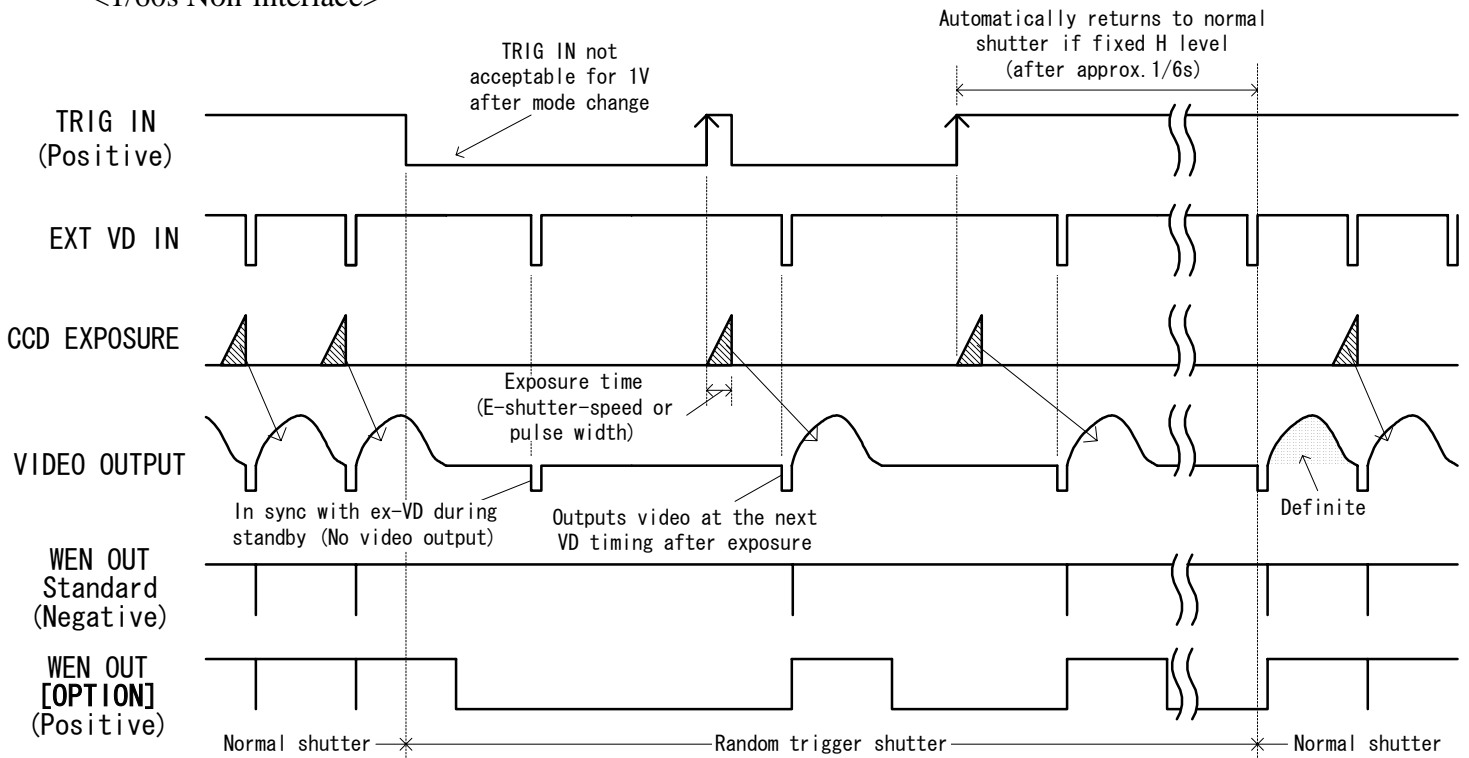 <1/60s Non-Interlace>
Automatically returns to normal
shutter if fixed H level
(after approx.1/6s)
TRIG IN not
acceptable for 1V
after mode change
TRIG IN
(Positive)
EXT VD IN
CCD EXPOSURE
Exposure time
(E-shutter-speed or
pulse width)
VIDEO OUTPUT
In sync with ex-VD during
standby (No video output)
Outputs video at the next
VD timing after exposure
Definite
WEN OUT
Standard
(Negative)
WEN OUT
[OPTION]
(Positive)
Normal shutter
Random trigger shutter
Normal shutter